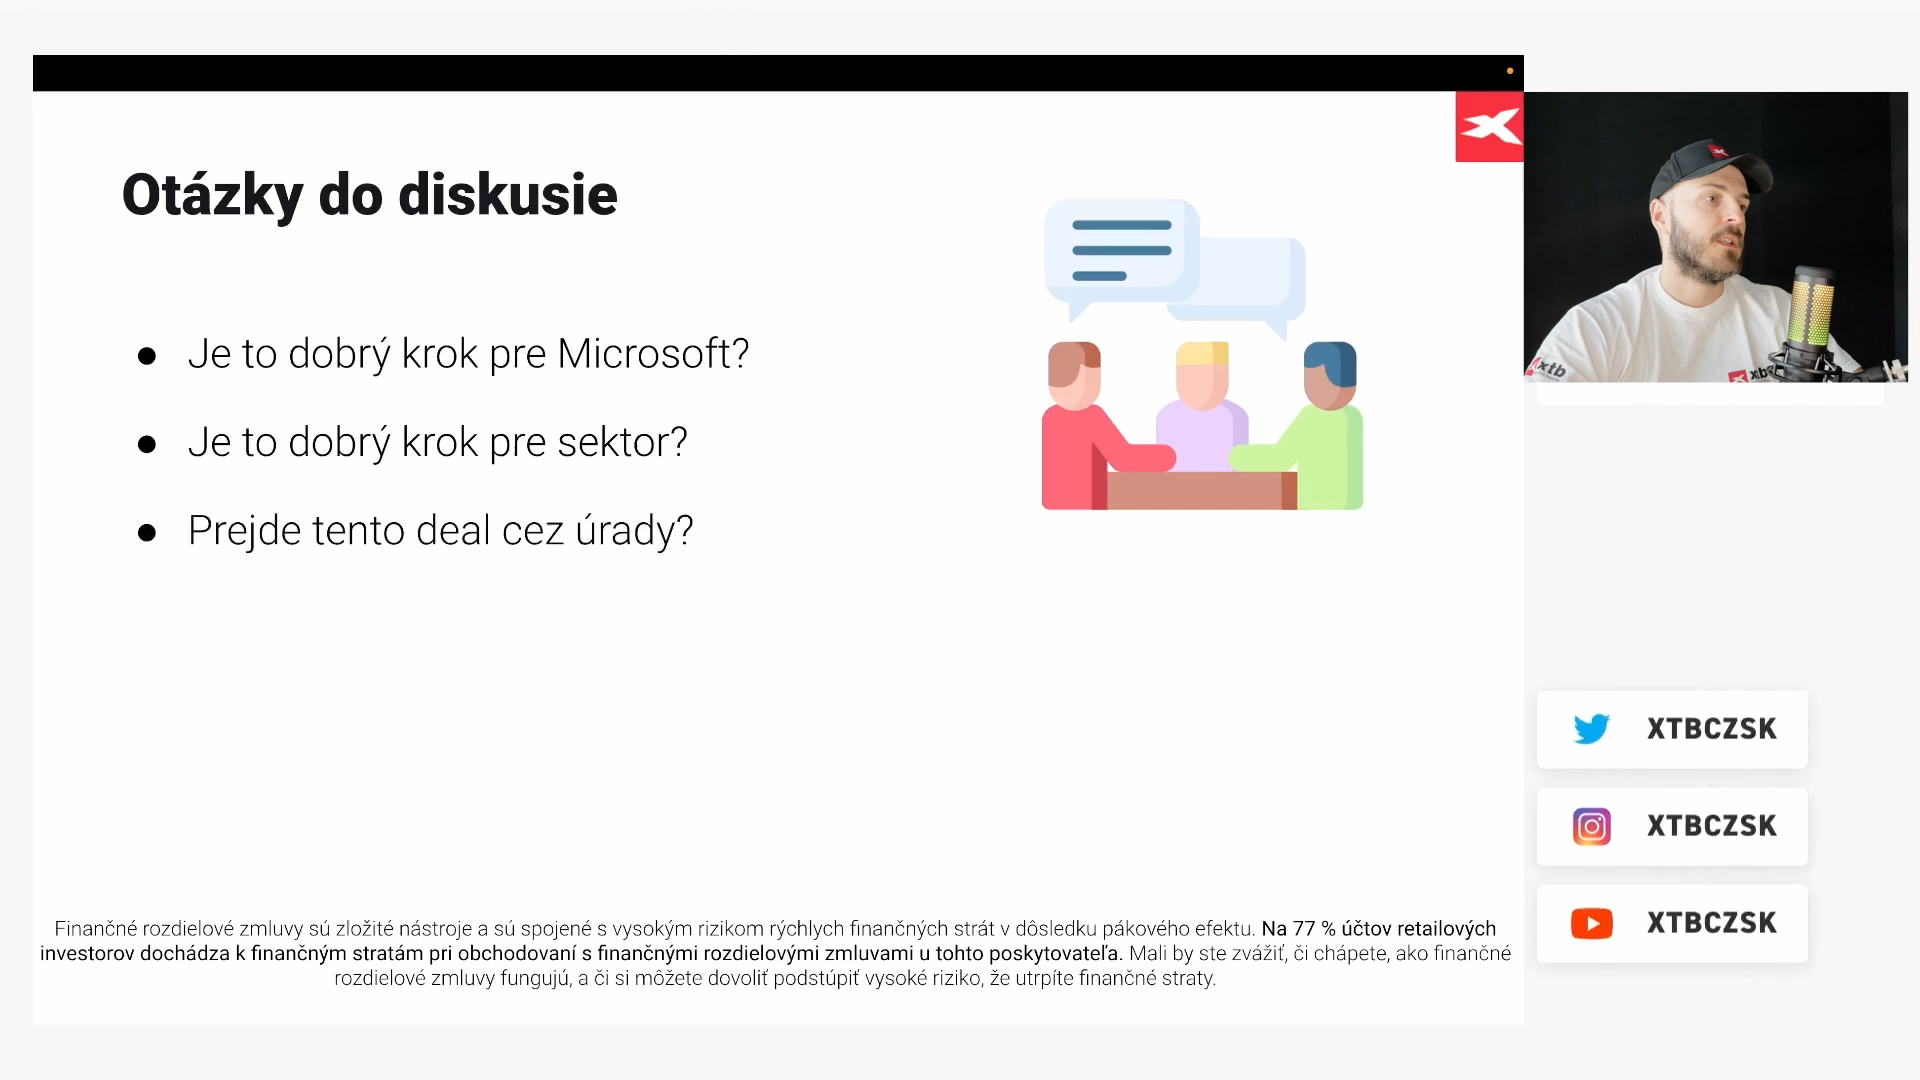 Otázky do diskusie
● Je to dobrý krok pre Microsoft?
● Je to dobrý krok pre sektor?
● Prejde tento deal cez úrady?
Finančné rozdielové zmluvy sú zložité nástroje a sú spojené s vysokým rizikom rýchlych finančných strát v dôsledku pákového efektu. Na 77 % účtov retailových
investorov dochádza k finančným stratám pri obchodovaní s finančnými rozdielovými zmluvami u tohto poskytovateľa. Mali by ste zvážiť, či chápete, ako finančné
rozdielové zmluvy fungujú, a či si môžete dovoliť podstúpiť vysoké riziko, že utrpíte finančné straty.
xtb
xtb
XTBCZSK
XTBCZSK
XTBCZSK